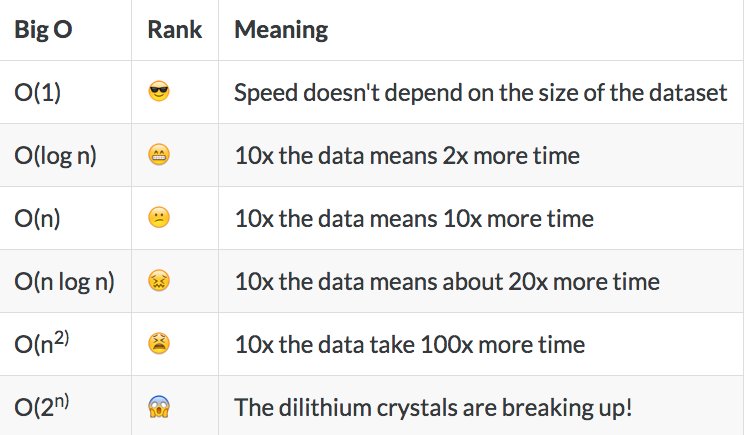 Big O Rank Meaning
O(1) 😎 Speed doesn't depend on the size of the dataset
O(log n) 😁 10x the data means 2x more time
O(n) 😕 10x the data means 10x more time
O(n log n) 😖 10x the data means about 20x more time
O(n²⁾ 😫 10x the data take 100x more time
O(2ⁿ⁾ 😱 The dilithium crystals are breaking up!